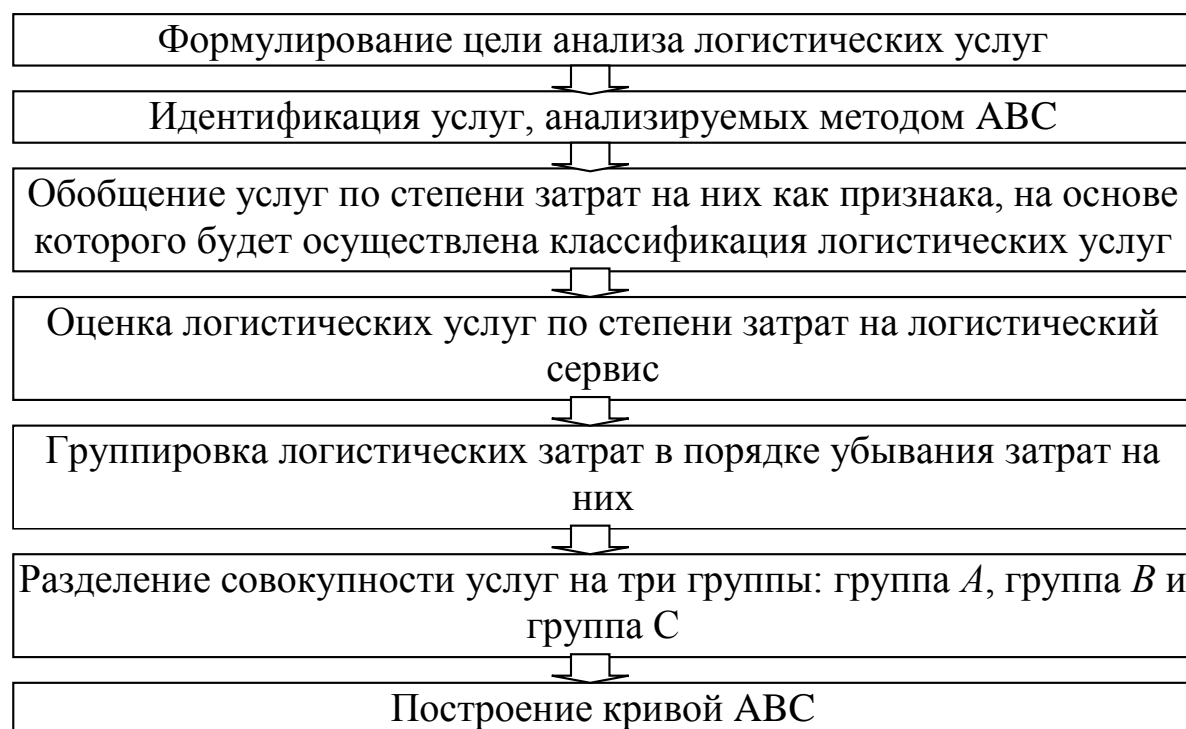 Формулирование цели анализа логистических услуг
Идентификация услуг, анализируемых методом ABC
Обобщение услуг по степени затрат на них как признака, на основе
которого будет осуществлена классификация логистических услуг
Оценка логистических услуг по степени затрат на логистический
сервис
Группировка логистических затрат в порядке убывания затрат на
них
Разделение совокупности услуг на три группы: группа A, группа B и
группа C
Построение кривой ABC